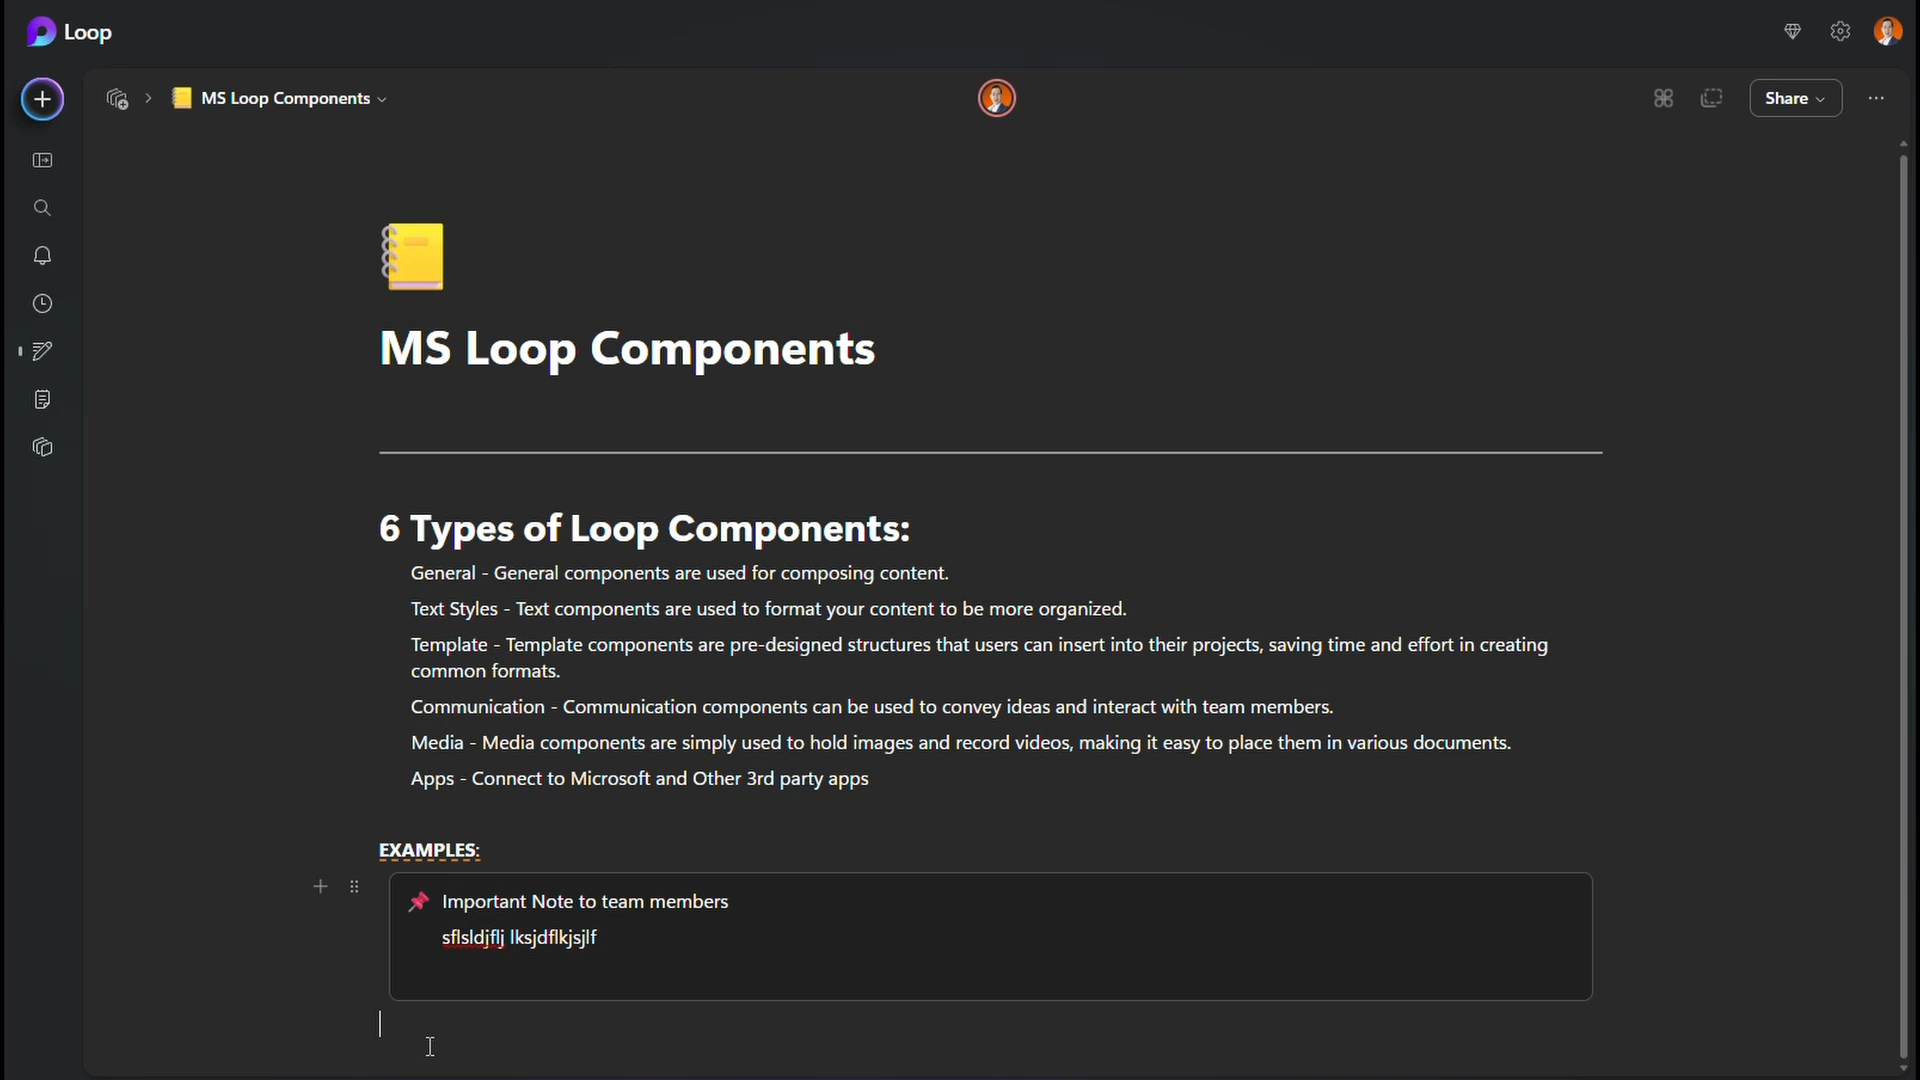 Loop
MS Loop Components
Share
MS Loop Components
6 Types of Loop Components:
General - General components are used for composing content.
Text Styles - Text components are used to format your content to be more organized.
Template - Template components are pre-designed structures that users can insert into their projects, saving time and effort in creating
common formats.
Communication - Communication components can be used to convey ideas and interact with team members.
Media - Media components are simply used to hold images and record videos, making it easy to place them in various documents.
Apps - Connect to Microsoft and Other 3rd party apps
EXAMPLES:
Important Note to team members
sflsldjflj lksjdflkjsjlf